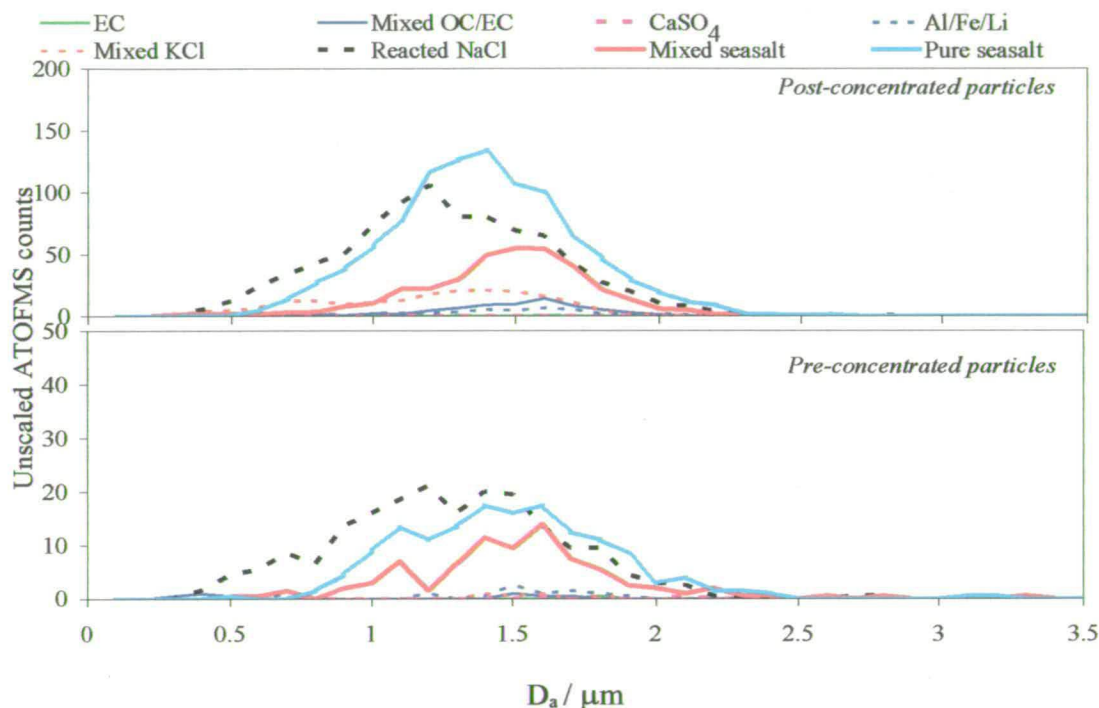 EC Mixed OC/EC CaSO4 Al/Fe/Li
Mixed KCl Reacted NaCl Mixed seasalt Pure seasalt
200
Post-concentrated particles
150
100
50
0
Unscaled ATOFMS counts
50
Pre-concentrated particles
40
30
20
10
0
0 0.5 1 1.5 2 2.5 3 3.5
Da / μm